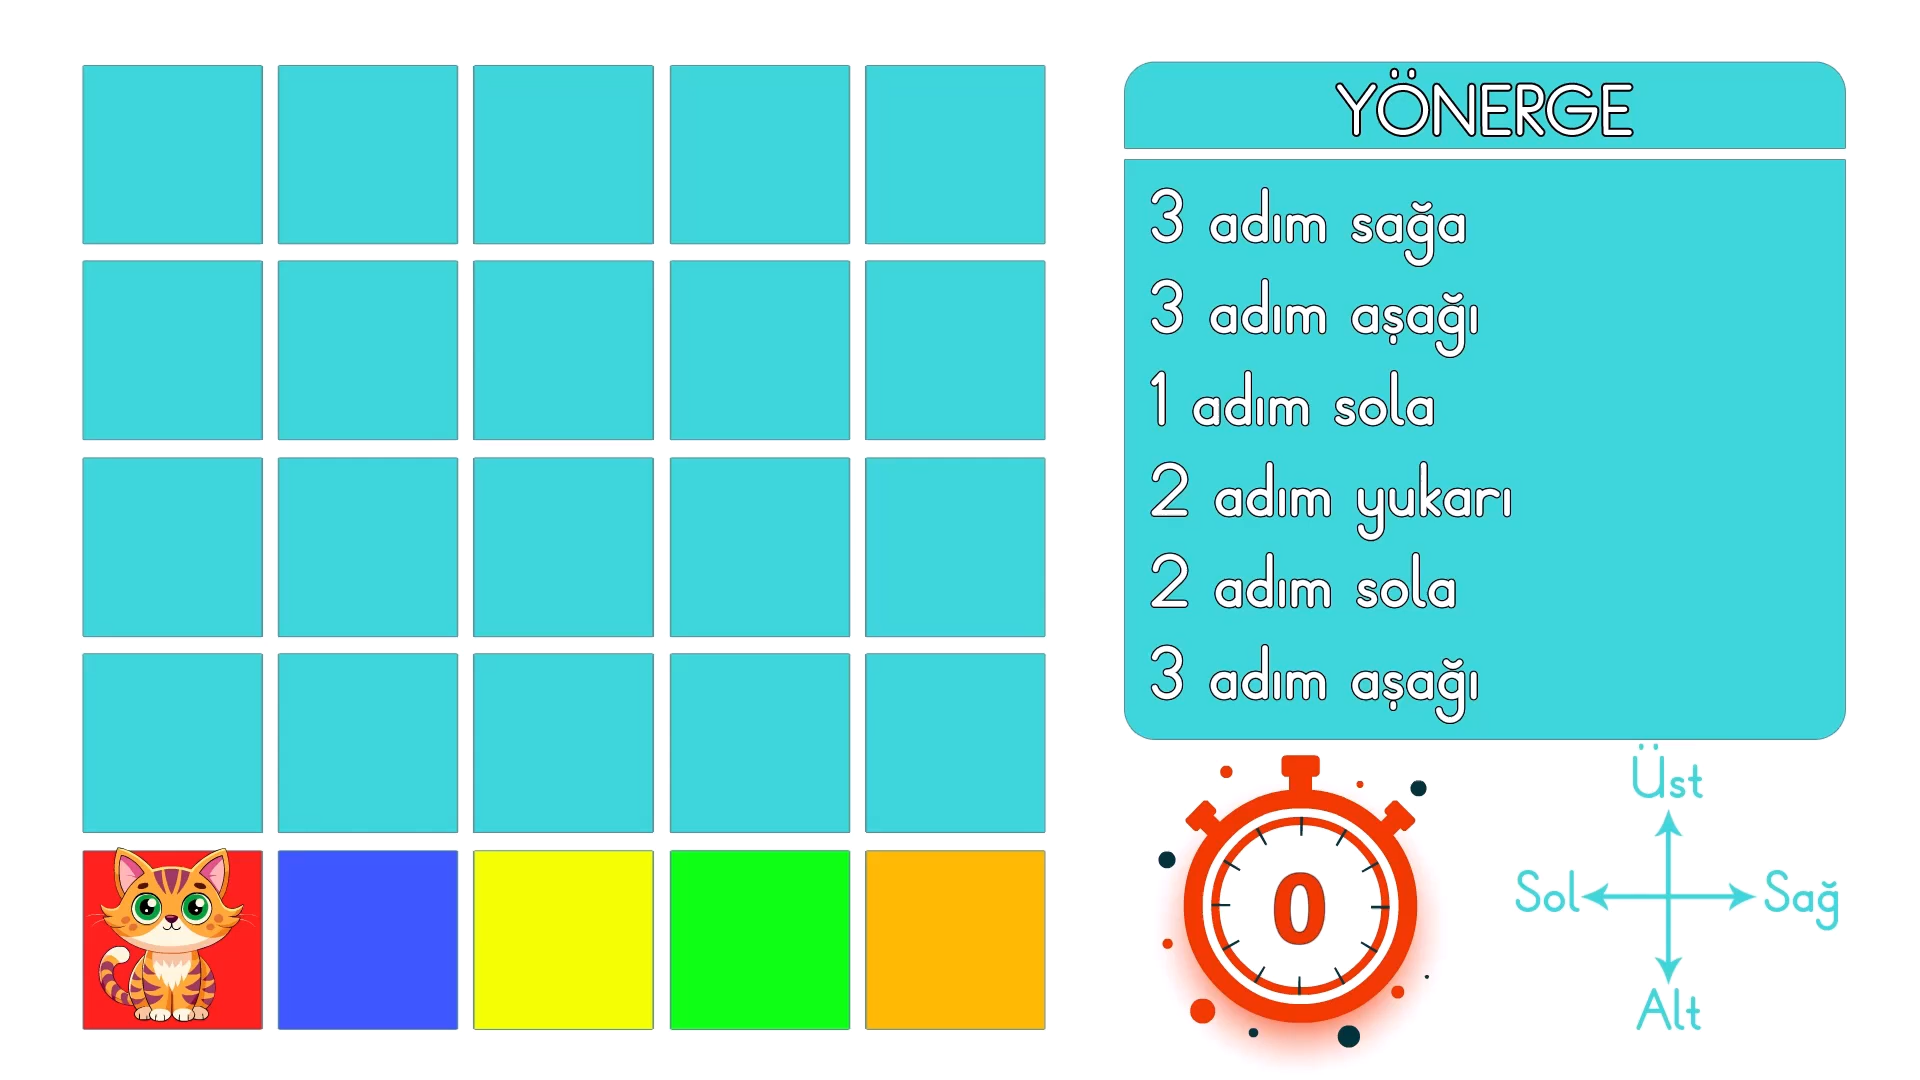 YÖNERGE
3 adım sağa
3 adım aşağı
1 adım sola
2 adım yukarı
2 adım sola
3 adım aşağı
0
Üst
Sol
Sağ
Alt